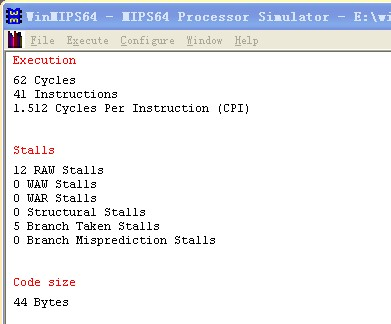 WinMIPS64 - MIPS64 Processor Simulator - E:\wi
File Execute Configure Window Help
Execution
62 Cycles
41 Instructions
1.512 Cycles Per Instruction (CPI)
Stalls
12 RAW Stalls
0 WAW Stalls
0 WAR Stalls
0 Structural Stalls
5 Branch Taken Stalls
0 Branch Misprediction Stalls
Code size
44 Bytes